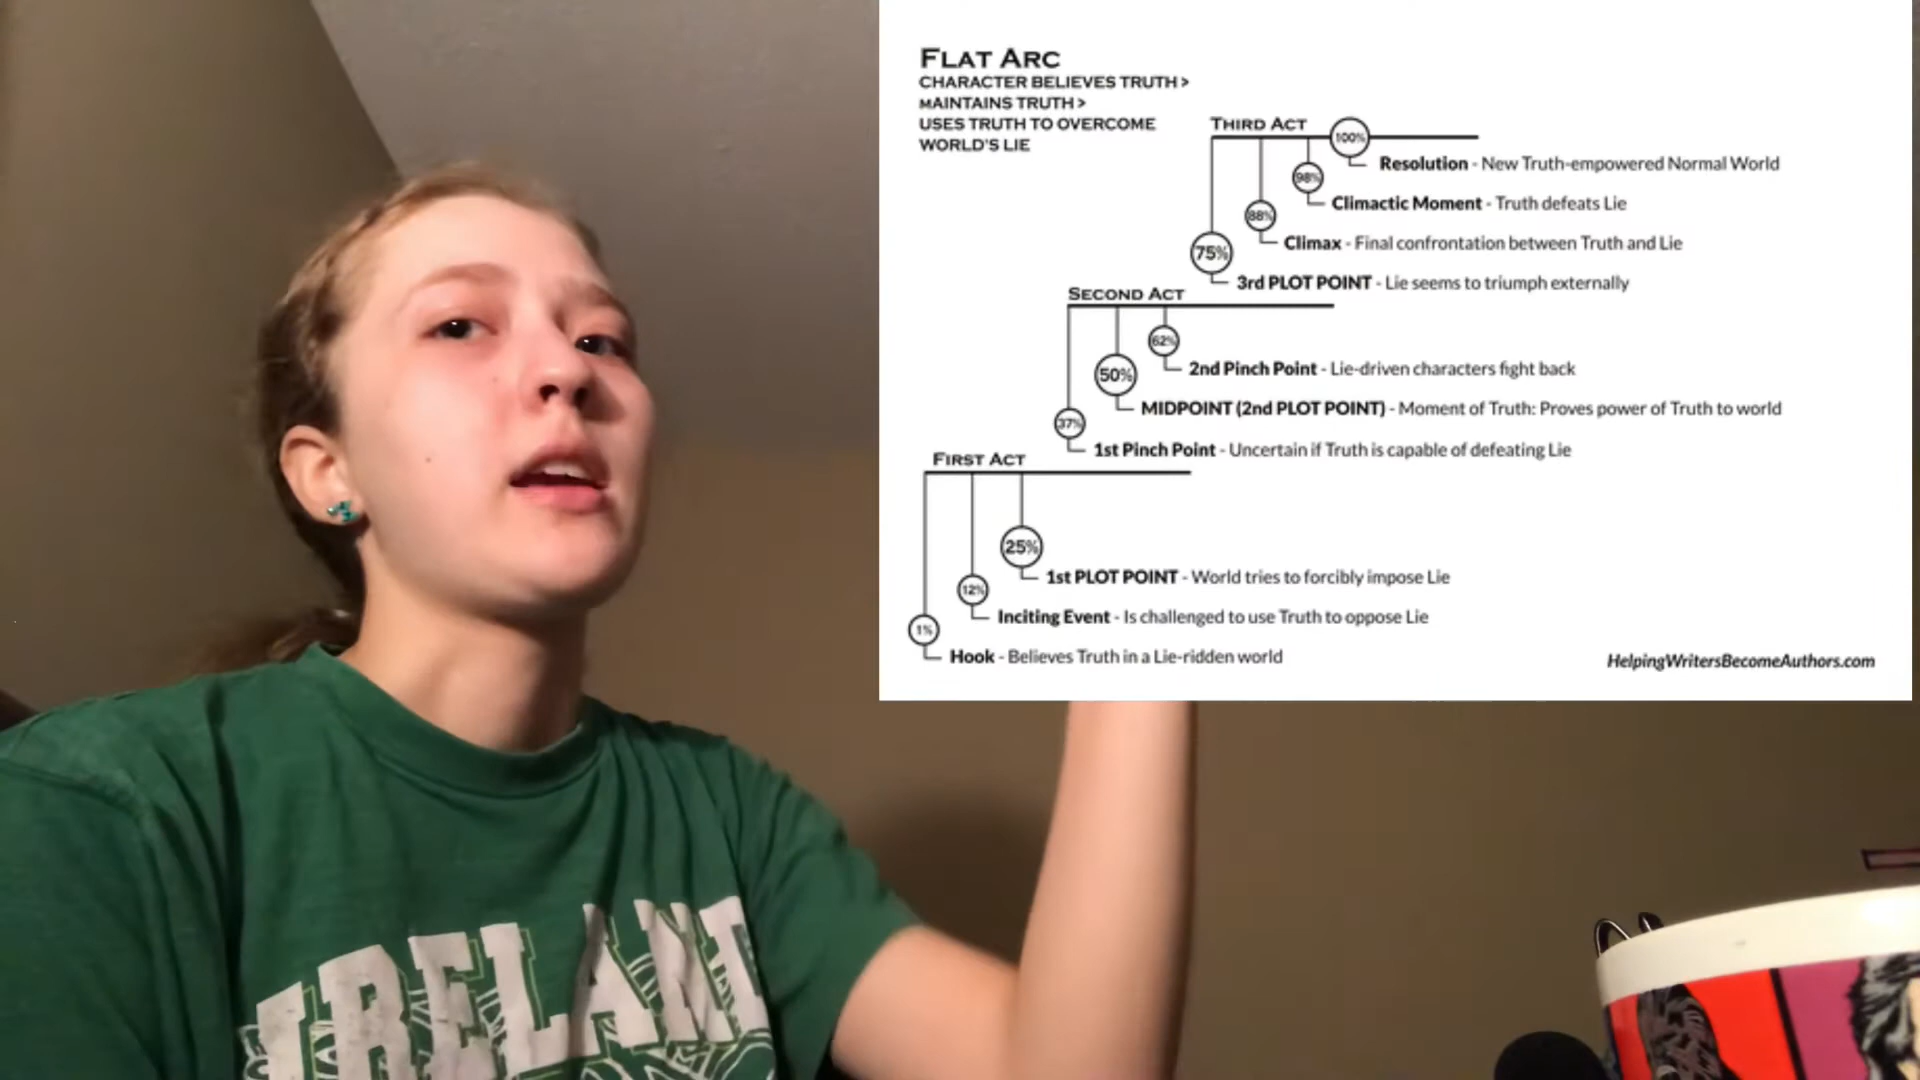 FLAT ARC
CHARACTER BELIEVES TRUTH >
MAINTAINS TRUTH >
USES TRUTH TO OVERCOME
WORLD'S LIE
THIRD ACT
100%
Resolution - New Truth-empowered Normal World
98%
Climactic Moment - Truth defeats Lie
88%
Climax - Final confrontation between Truth and Lie
75%
3rd PLOT POINT - Lie seems to triumph externally
SECOND ACT
62%
2nd Pinch Point - Lie-driven characters fight back
50%
MIDPOINT (2nd PLOT POINT) - Moment of Truth: Proves power of Truth to world
37%
1st Pinch Point - Uncertain if Truth is capable of defeating Lie
FIRST ACT
25%
1st PLOT POINT - World tries to forcibly impose Lie
12%
Inciting Event - Is challenged to use Truth to oppose Lie
1%
Hook - Believes Truth in a Lie-ridden world
HelpingWritersBecomeAuthors.com
IRELAND